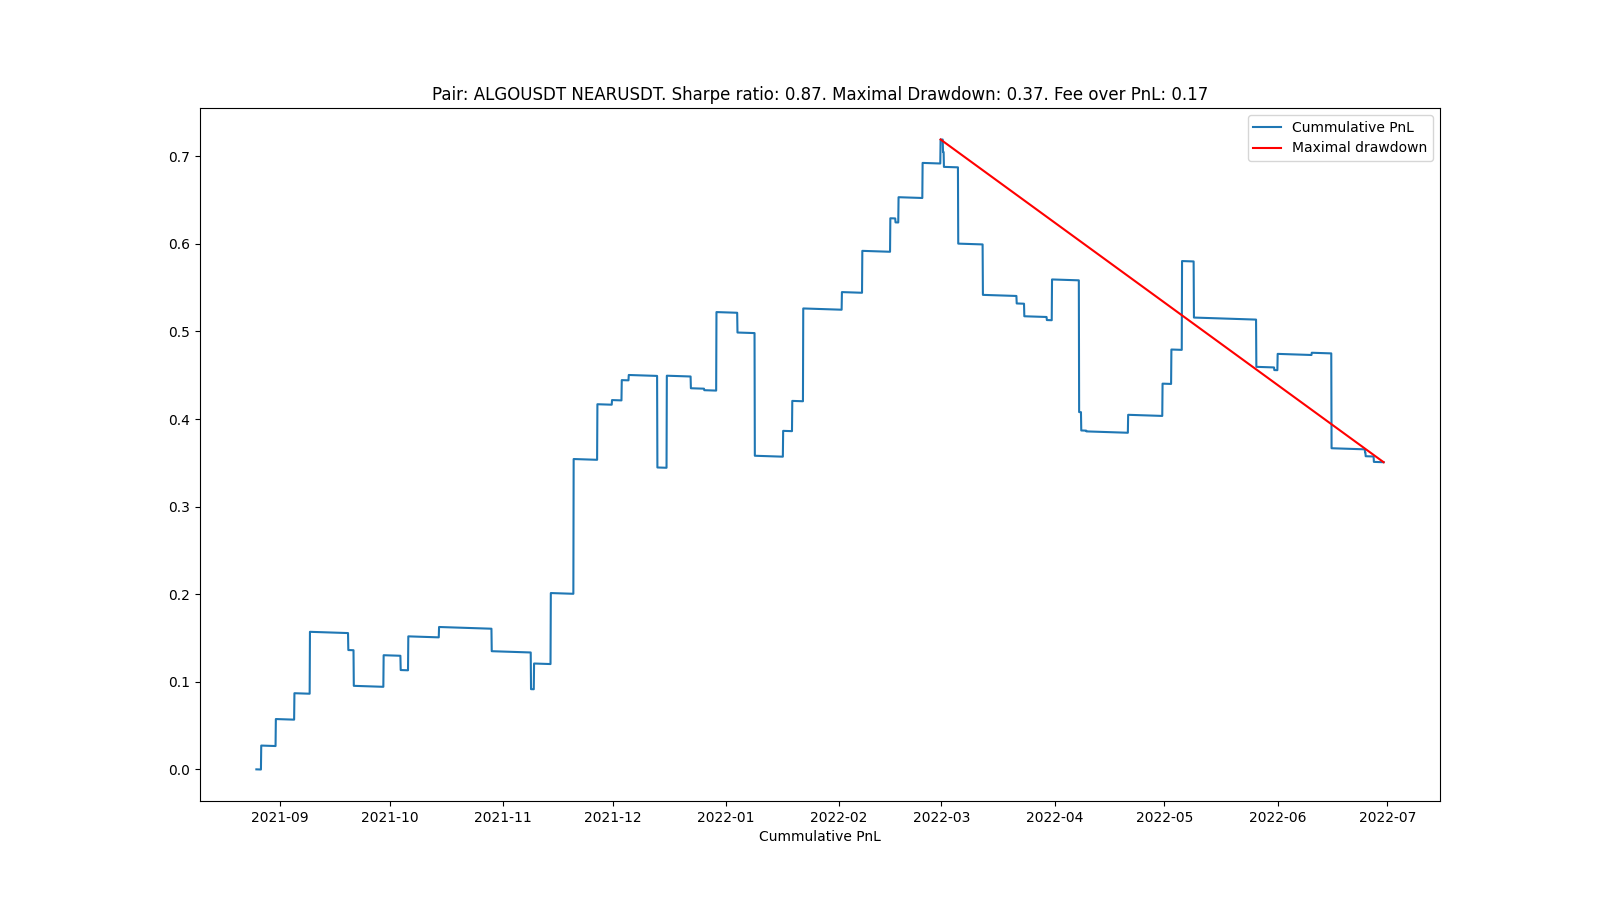 Pair: ALGOUSDT NEARUSDT. Sharpe ratio: 0.87. Maximal Drawdown: 0.37. Fee over PnL: 0.17
Cummulative PnL
Maximal drawdown
0.7
0.6
0.5
0.4
0.3
0.2
0.1
0.0
2021-09 2021-10 2021-11 2021-12 2022-01 2022-02 2022-03 2022-04 2022-05 2022-06 2022-07
Cummulative PnL